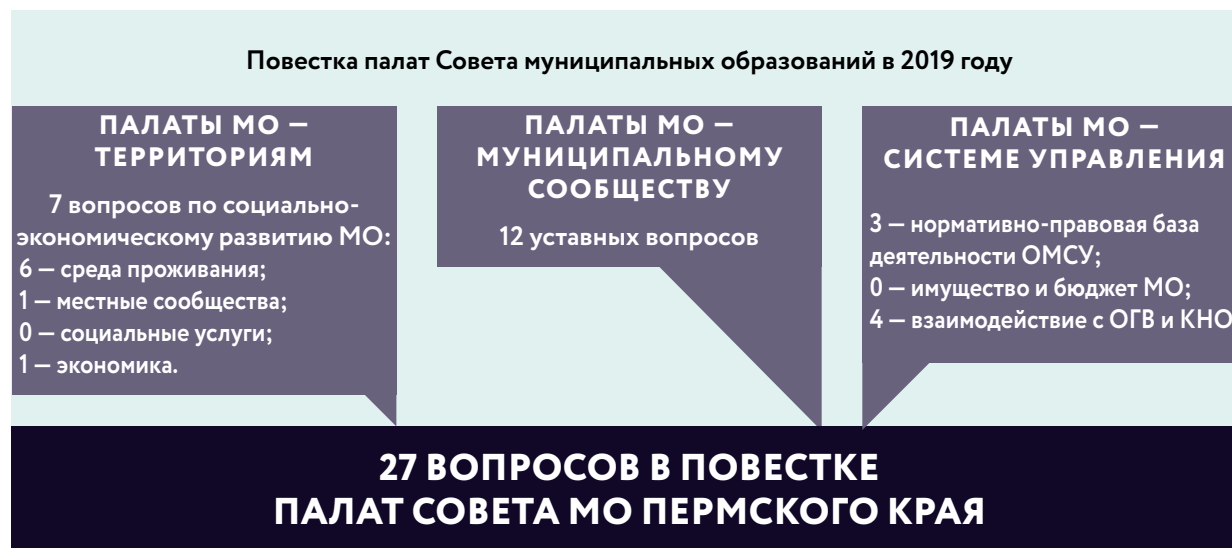 Повестка палат Совета муниципальных образований в 2019 году
ПАЛАТЫ МО —
ТЕРРИТОРИЯМ
7 вопросов по социально-
экономическому развитию МО:
6 — среда проживания;
1 — местные сообщества;
0 — социальные услуги;
1 — экономика.
ПАЛАТЫ МО —
МУНИЦИПАЛЬНОМУ
СООБЩЕСТВУ
12 уставных вопросов
ПАЛАТЫ МО —
СИСТЕМЕ УПРАВЛЕНИЯ
3 — нормативно-правовая база
деятельности ОМСУ;
0 — имущество и бюджет МО;
4 — взаимодействие с ОГВ и КНО
27 ВОПРОСОВ В ПОВЕСТКЕ
ПАЛАТ СОВЕТА МО ПЕРМСКОГО КРАЯ